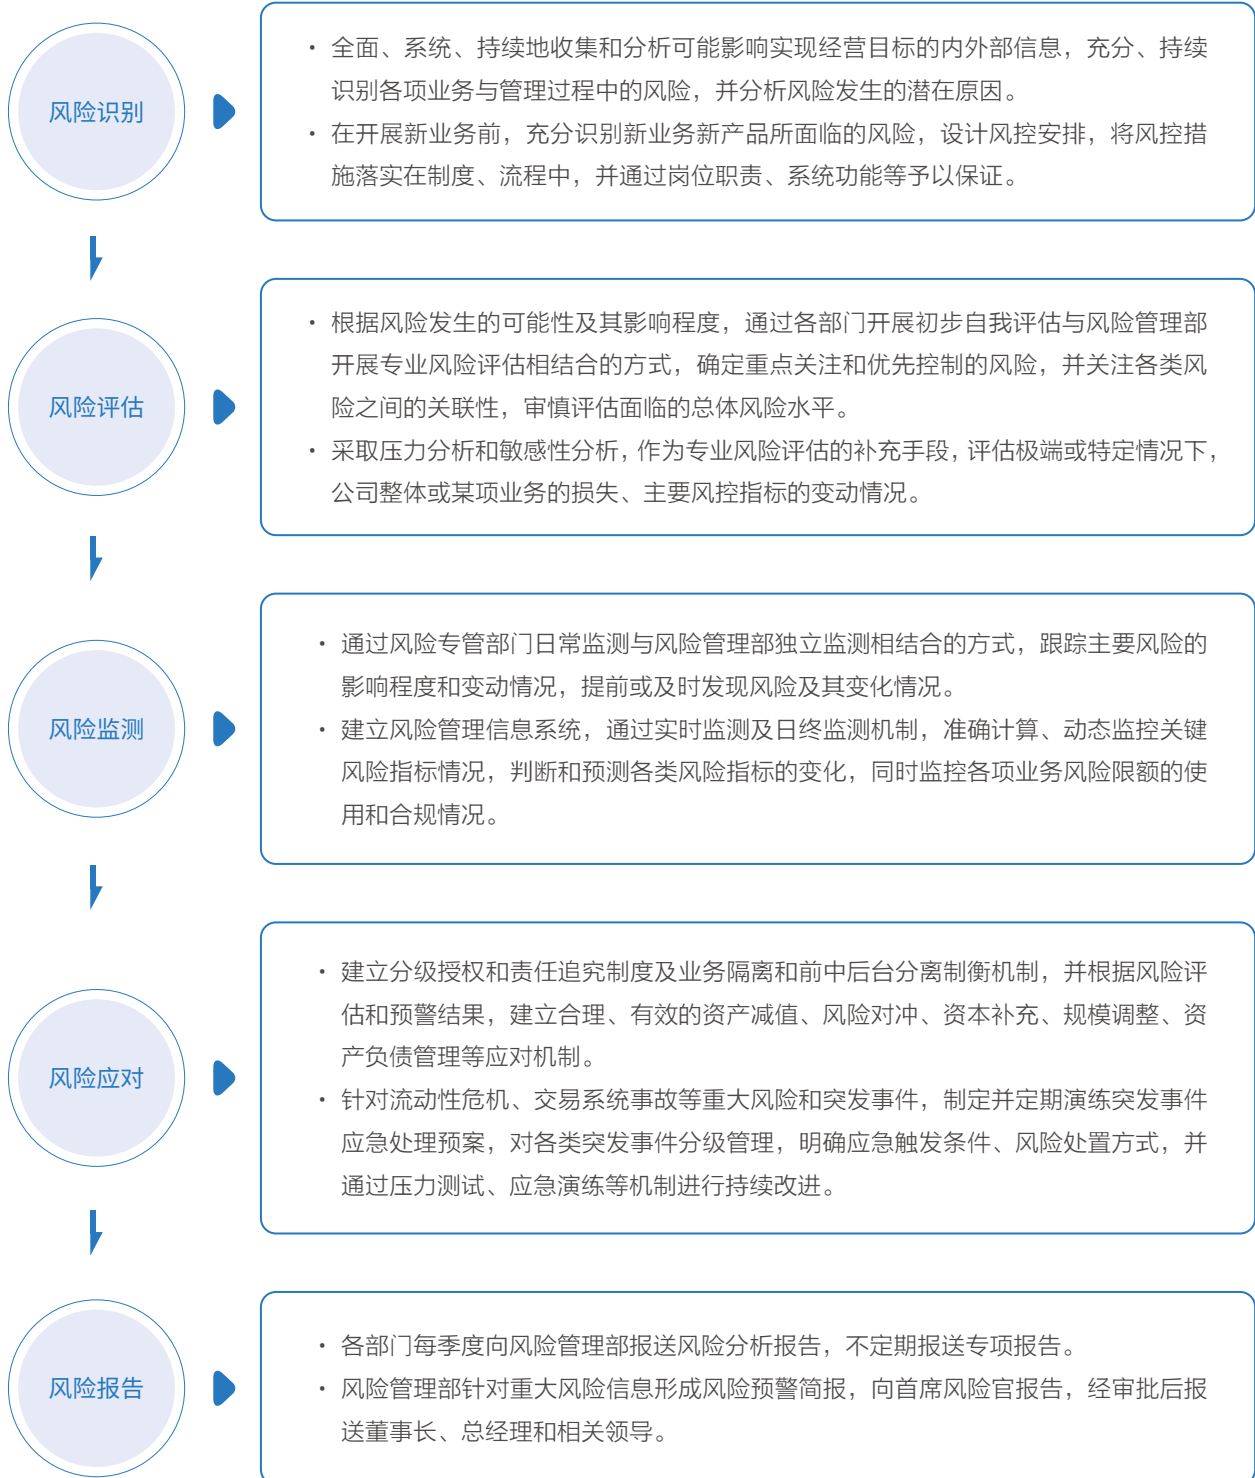 风险识别
· 全面、系统、持续地收集和分析可能影响实现经营目标的内外部信息，充分、持续
识别各项业务与管理过程中的风险，并分析风险发生的潜在原因。
· 在开展新业务前，充分识别新业务新产品所面临的风险，设计风控安排，将风控措
施落实在制度、流程中，并通过岗位职责、系统功能等予以保证。
风险评估
· 根据风险发生的可能性及其影响程度，通过各部门开展初步自我评估与风险管理部
开展专业风险评估相结合的方式，确定重点关注和优先控制的风险，并关注各类风
险之间的关联性，审慎评估面临的总体风险水平。
· 采取压力分析和敏感性分析，作为专业风险评估的补充手段，评估极端或特定情况下，
公司整体或某项业务的损失、主要风控指标的变动情况。
风险监测
· 通过风险专管部门日常监测与风险管理部独立监测相结合的方式，跟踪主要风险的
影响程度和变动情况，提前或及时发现风险及其变化情况。
· 建立风险管理信息系统，通过实时监测及日终监测机制，准确计算、动态监控关键
风险指标情况，判断和预测各类风险指标的变化，同时监控各项业务风险限额的使
用和合规情况。
风险应对
· 建立分级授权和责任追究制度及业务隔离和前中后台分离制衡机制，并根据风险评
估和预警结果，建立合理、有效的资产减值、风险对冲、资本补充、规模调整、资
产负债管理等应对机制。
· 针对流动性危机、交易系统事故等重大风险和突发事件，制定并定期演练突发事件
应急处理预案，对各类突发事件分级管理，明确应急触发条件、风险处置方式，并
通过压力测试、应急演练等机制进行持续改进。
风险报告
· 各部门每季度向风险管理部报送风险分析报告，不定期报送专项报告。
· 风险管理部针对重大风险信息形成风险预警简报，向首席风险官报告，经审批后报
送董事长、总经理和相关领导。